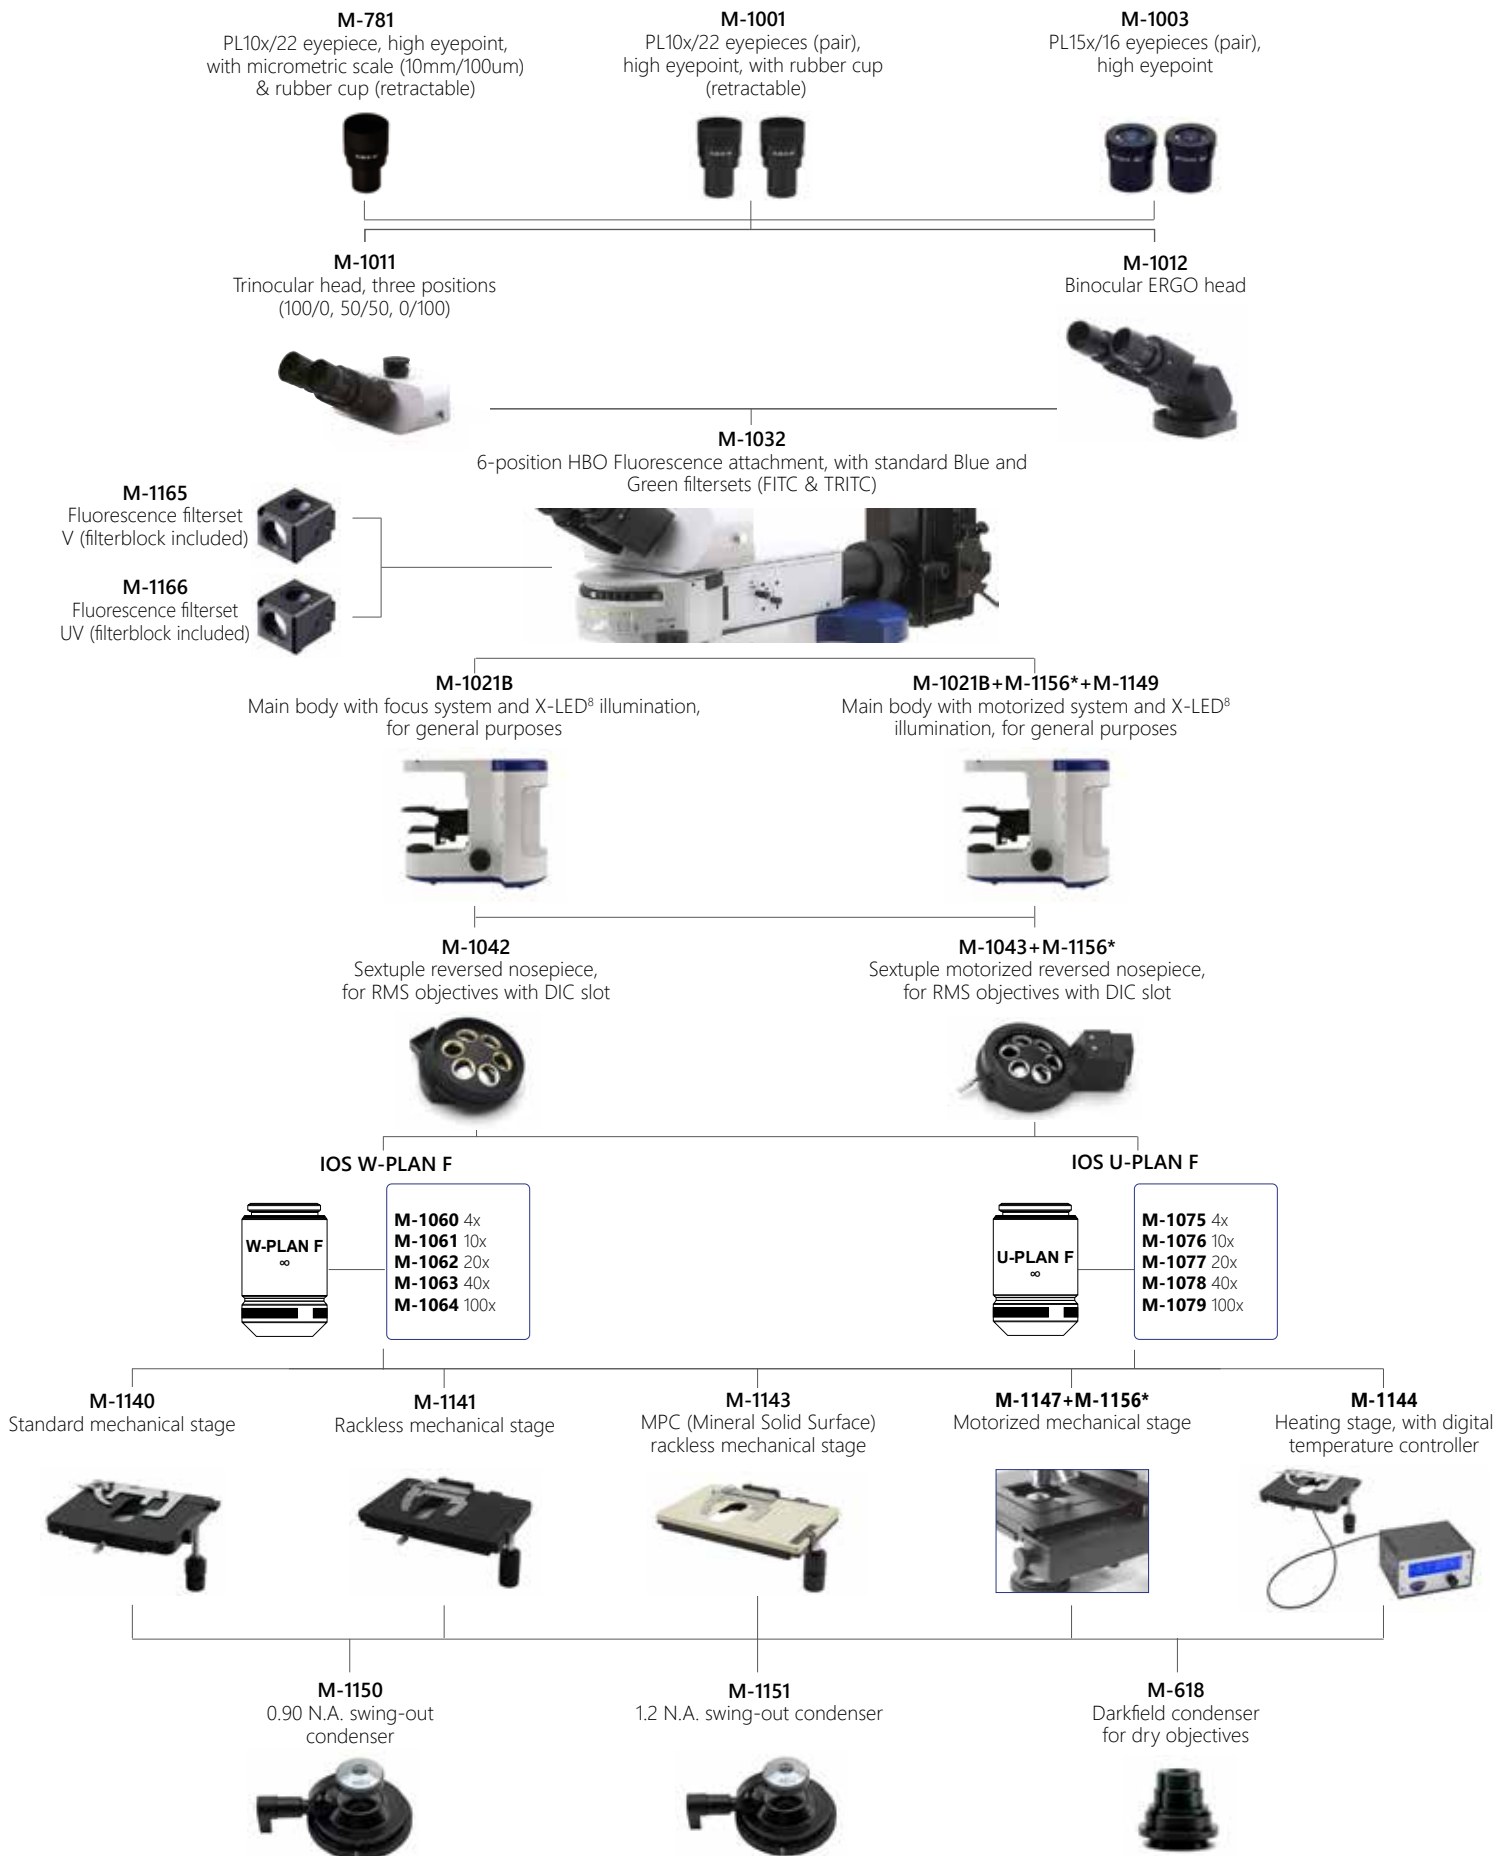 M-781
PL10x/22 eyepiece, high eyepoint,
with micrometric scale (10mm/100um)
& rubber cup (retractable)
M-1001
PL10x/22 eyepieces (pair),
high eyepoint, with rubber cup
(retractable)
M-1003
PL15x/16 eyepieces (pair),
high eyepoint
M-1011
Trinocular head, three positions
(100/0, 50/50, 0/100)
M-1012
Binocular ERGO head
M-1032
6-position HBO Fluorescence attachment, with standard Blue and
Green filtersets (FITC & TRITC)
M-1165
Fluorescence filterset
V (filterblock included)
M-1166
Fluorescence filterset
UV (filterblock included)
M-1021B
Main body with focus system and X-LED⁸ illumination,
for general purposes
M-1021B+M-1156*+M-1149
Main body with motorized system and X-LED⁸
illumination, for general purposes
M-1042
Sextuple reversed nosepiece,
for RMS objectives with DIC slot
M-1043+M-1156*
Sextuple motorized reversed nosepiece,
for RMS objectives with DIC slot
IOS W-PLAN F
W-PLAN F
∞
M-1060 4x
M-1061 10x
M-1062 20x
M-1063 40x
M-1064 100x
IOS U-PLAN F
U-PLAN F
∞
M-1075 4x
M-1076 10x
M-1077 20x
M-1078 40x
M-1079 100x
M-1140
Standard mechanical stage
M-1141
Rackless mechanical stage
M-1143
MPC (Mineral Solid Surface)
rackless mechanical stage
M-1147+M-1156*
Motorized mechanical stage
M-1144
Heating stage, with digital
temperature controller
M-1150
0.90 N.A. swing-out
condenser
M-1151
1.2 N.A. swing-out condenser
M-618
Darkfield condenser
for dry objectives